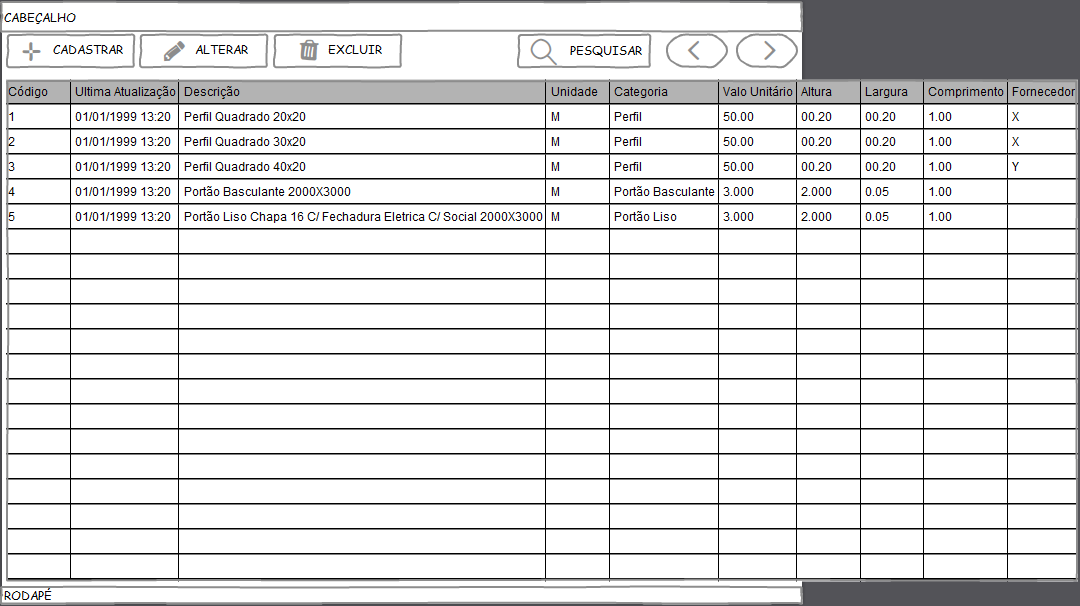 CABEÇALHO
CADASTRAR ALTERAR EXCLUIR PESQUISAR
Código Ultima Atualização Descrição Unidade Categoria Valo Unitário Altura Largura Comprimento Fornecedor
1 01/01/1999 13:20 Perfil Quadrado 20x20 M Perfil 50.00 00.20 00.20 1.00 X
2 01/01/1999 13:20 Perfil Quadrado 30x20 M Perfil 50.00 00.20 00.20 1.00 X
3 01/01/1999 13:20 Perfil Quadrado 40x20 M Perfil 50.00 00.20 00.20 1.00 Y
4 01/01/1999 13:20 Portão Basculante 2000X3000 M Portão Basculante 3.000 2.000 0.05 1.00
5 01/01/1999 13:20 Portão Liso Chapa 16 C/ Fechadura Eletrica C/ Social 2000X3000 M Portão Liso 3.000 2.000 0.05 1.00
RODAPÉ